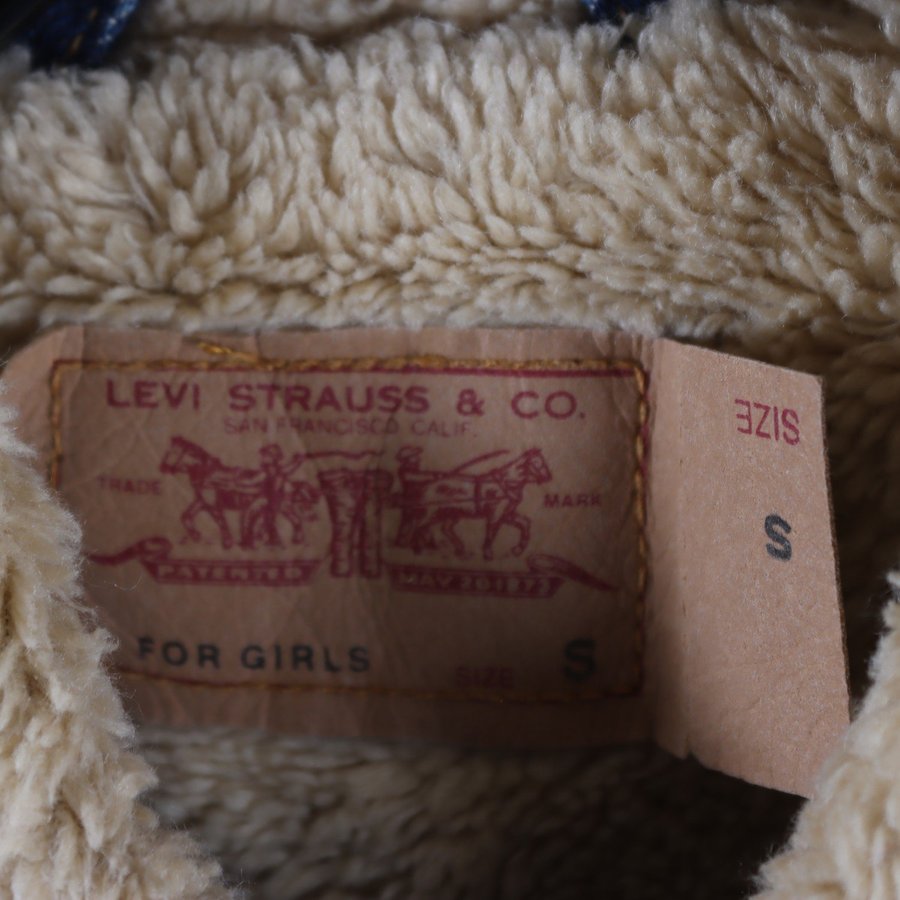 LEVI STRAUSS & CO.
SAN FRANCISCO CALIF.
TRADE MARK
PATENTED MAY 20 1873
FOR GIRLS SIZE S
SIZE
S